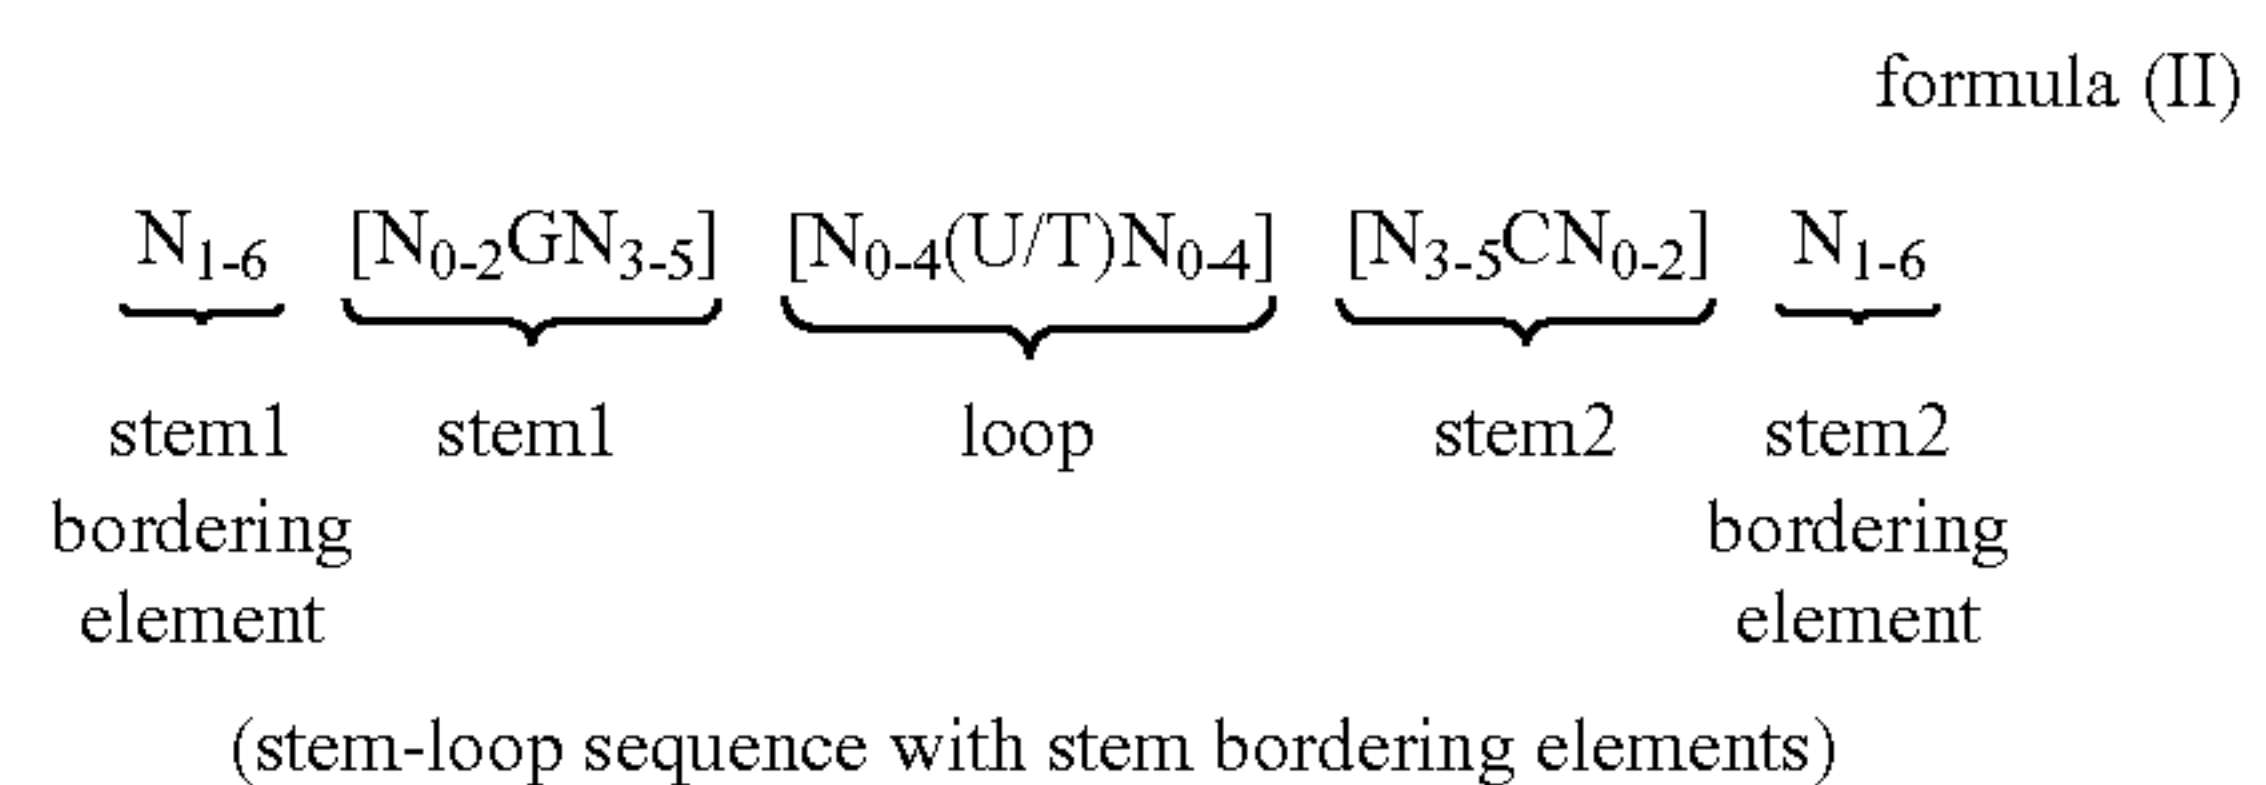 formula (II)
N1-6 [N0-2GN3-5] [N0-4(U/T)N0-4] [N3-5CN0-2] N1-6
stem1 stem1 loop stem2 stem2
bordering bordering
element element
(stem-loop sequence with stem bordering elements)